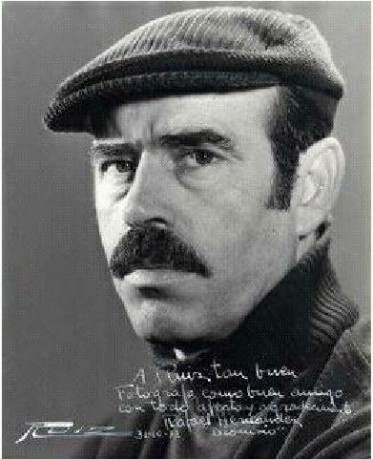 A Ruiz, tan buen
Fotografo como buen amigo
con todo afecto y
Rafael Hernandez
Ruiz